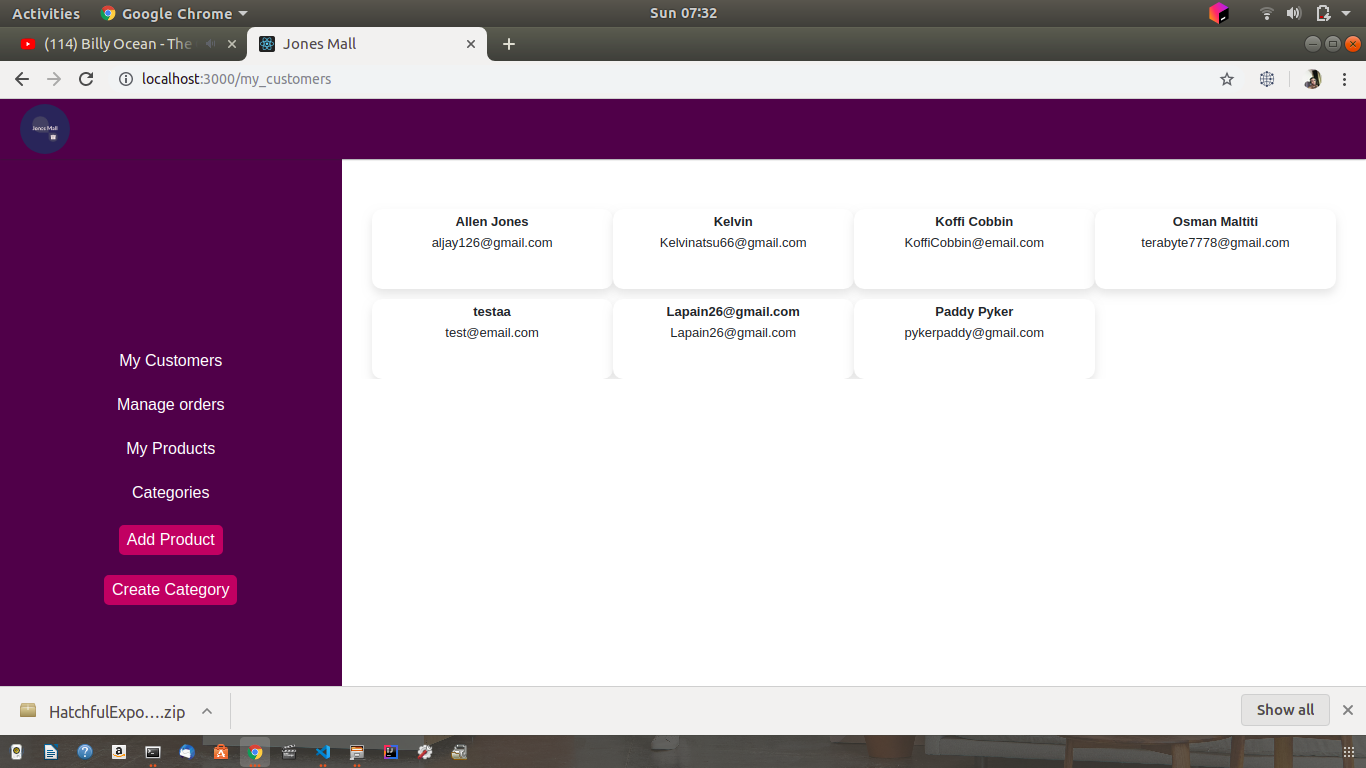 Activities
Google Chrome
Sun 07:32
(114) Billy Ocean - The
Jones Mall
localhost:3000/my_customers
Jones Mall
Allen Jones
aljay126@gmail.com
Kelvin
Kelvinatsu66@gmail.com
Koffi Cobbin
KoffiCobbin@email.com
Osman Maltiti
terabyte7778@gmail.com
testaa
test@email.com
Lapain26@gmail.com
Lapain26@gmail.com
Paddy Pyker
pykerpaddy@gmail.com
My Customers
Manage orders
My Products
Categories
Add Product
Create Category
HatchfulExpo….zip
Show all